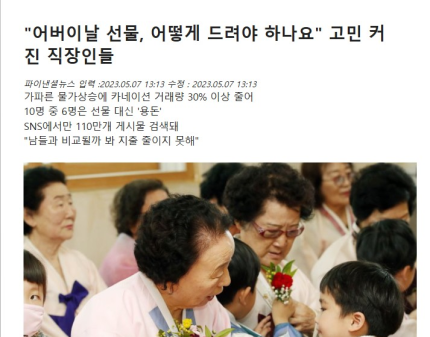 "어버이날 선물, 어떻게 드려야 하나요" 고민 커
진 직장인들
파이낸셜뉴스 입력 :2023.05.07 13:13 수정 : 2023.05.07 13:13
가파른 물가상승에 카네이션 거래량 30% 이상 줄어
10명 중 6명은 선물 대신 '용돈'
SNS에서만 110만개 게시물 검색돼
"남들과 비교될까 봐 지출 줄이지 못해"